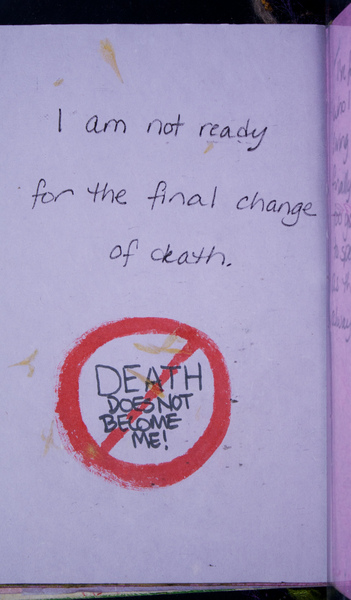 I am not ready
for the final change
of death.
DEATH
DOES NOT
BECOME
ME!